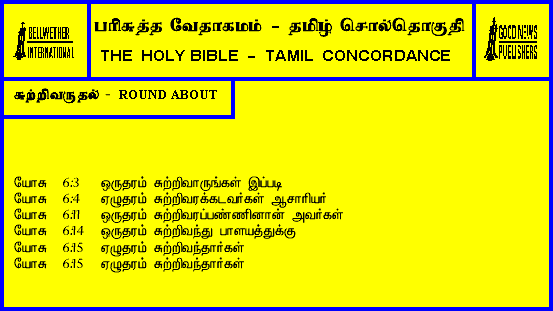 BELLWETHER
INTERNATIONAL
பரிசுத்த வேதாகமம் - தமிழ் சொல்தொகுதி
THE HOLY BIBLE - TAMIL CONCORDANCE
GOOD NEWS
PUBLISHERS
சுற்றிவருதல் - ROUND ABOUT
யோசு 6:3 ஒருதரம் சுற்றிவாருங்கள் இப்படி
யோசு 6:4 ஏழுதரம் சுற்றிவரக்கடவர்கள் ஆசாரியர்
யோசு 6:11 ஒருதரம் சுற்றிவரப்பண்ணினான் அவர்கள்
யோசு 6:14 ஒருதரம் சுற்றிவந்து பாளயத்துக்கு
யோசு 6:15 ஏழுதரம் சுற்றிவந்தார்கள்
யோசு 6:15 ஏழுதரம் சுற்றிவந்தார்கள்